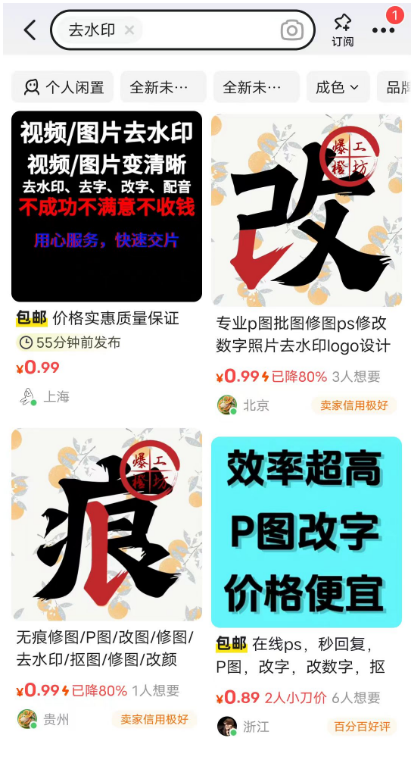 去水印
订阅
1
个人闲置
全新未…
全新未…
成色
品牌
视频/图片去水印
视频/图片变清晰
去水印、去字、改字、配音
不成功不满意不收钱
用心服务，快速交片
包邮 价格实惠质量保证
55分钟前发布
¥0.99
上海
爆工
橙坊
改
专业p图批图修图ps修改
数字照片去水印logo设计
¥0.99 已降80% 3人想要
北京
卖家信用极好
爆工
橙坊
痕
无痕修图/P图/改图/修图/
去水印/抠图/修图/改颜
¥0.99 已降80% 1人想要
贵州
卖家信用极好
效率超高
P图改字
价格便宜
包邮 在线ps，秒回复，
P图，改字，改数字，抠
¥0.89 2人小刀价 6人想要
浙江
百分百好评